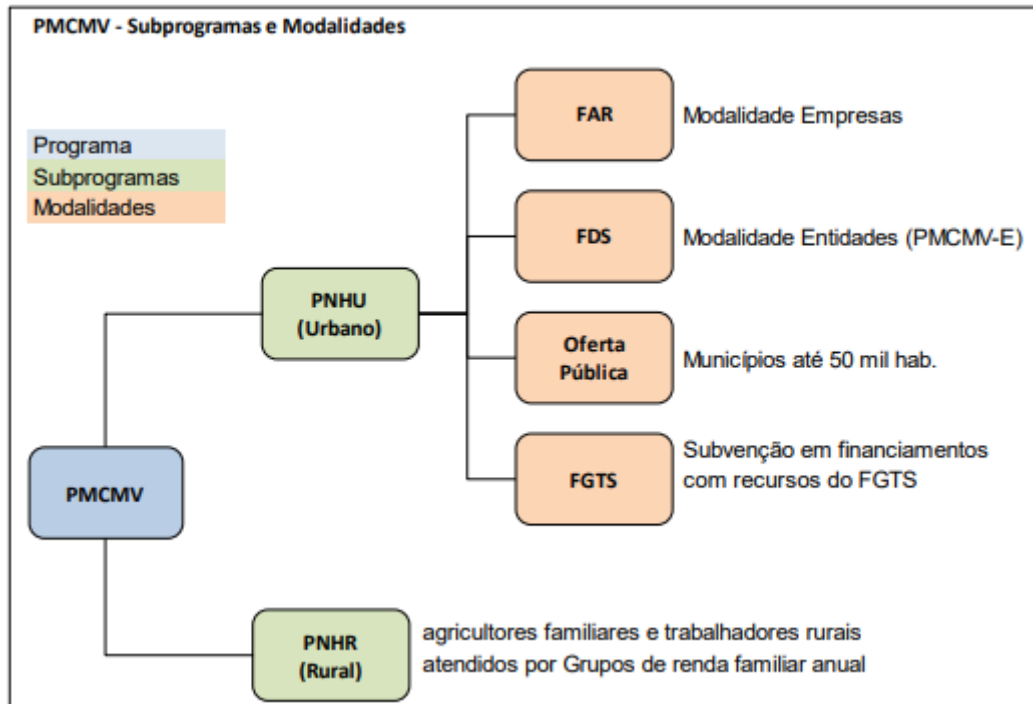 PMCMV - Subprogramas e Modalidades
Programa
Subprogramas
Modalidades
FAR
Modalidade Empresas
FDS
Modalidade Entidades (PMCMV-E)
PNHU
(Urbano)
Oferta
Pública
Municípios até 50 mil hab.
FGTS
Subvenção em financiamentos
com recursos do FGTS
PMCMV
PNHR
(Rural)
agricultores familiares e trabalhadores rurais
atendidos por Grupos de renda familiar anual